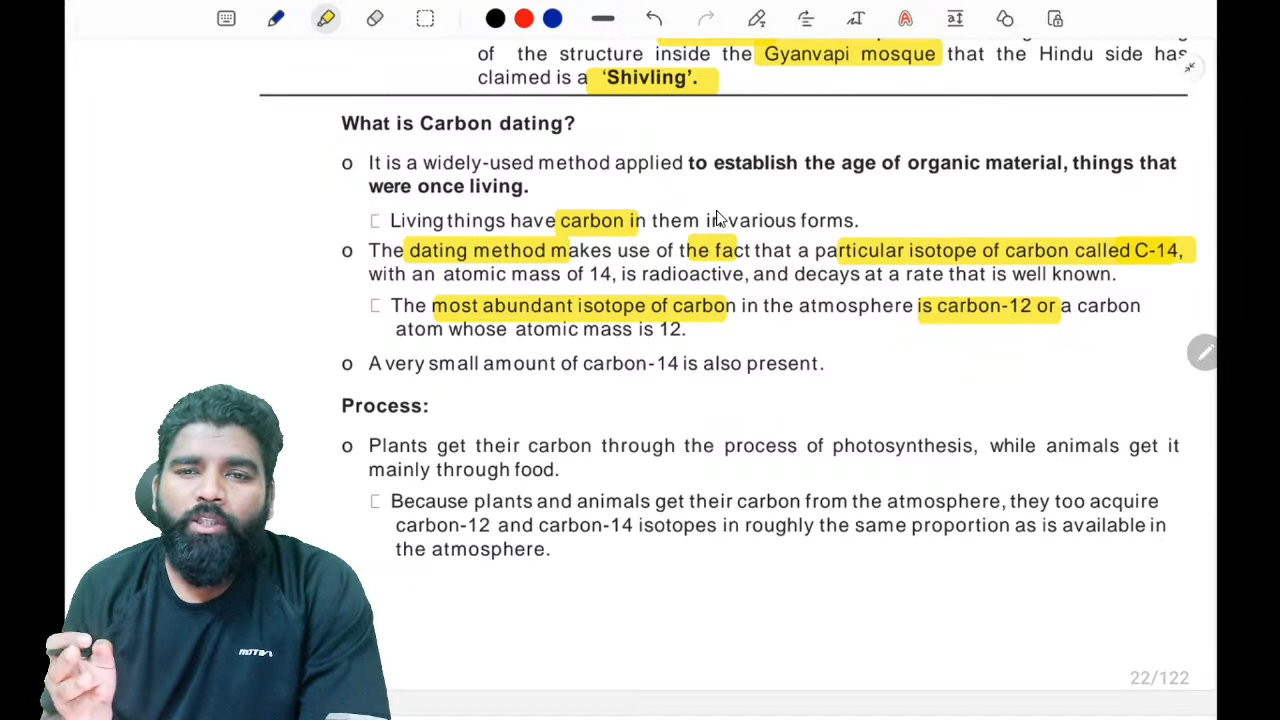 of the structure inside the Gyanvapi mosque that the Hindu side has
claimed is a ‘Shivling’.
What is Carbon dating?
o It is a widely-used method applied to establish the age of organic material, things that
were once living.
Living things have carbon in them in various forms.
o The dating method makes use of the fact that a particular isotope of carbon called C-14,
with an atomic mass of 14, is radioactive, and decays at a rate that is well known.
The most abundant isotope of carbon in the atmosphere is carbon-12 or a carbon
atom whose atomic mass is 12.
o A very small amount of carbon-14 is also present.
Process:
o Plants get their carbon through the process of photosynthesis, while animals get it
mainly through food.
Because plants and animals get their carbon from the atmosphere, they too acquire
carbon-12 and carbon-14 isotopes in roughly the same proportion as is available in
the atmosphere.
22/122